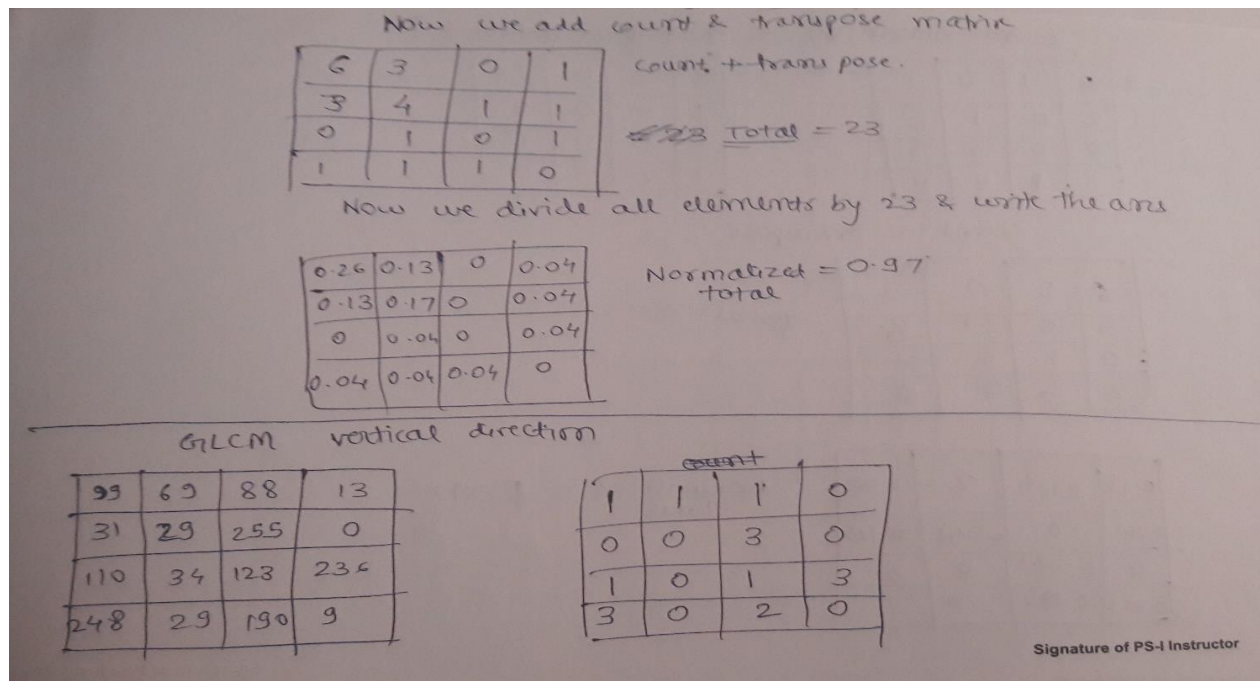 Now we add count & transpose matrix
6 3 0 1 count + transpose.
3 4 1 1
0 1 0 1 Total = 23
1 1 1 0
Now we divide all elements by 23 & write the ans
0.26 0.13 0 0.04 Normalized = 0.97
total
0.13 0.17 0 0.04
0 0.04 0 0.04
0.04 0.04 0.04 0
GLCM vertical direction
count
99 69 88 13
31 29 255 0
110 34 123 236
248 29 190 9
1 1 1 0
0 0 3 0
1 0 1 3
3 0 2 0
Signature of PS-I Instructor